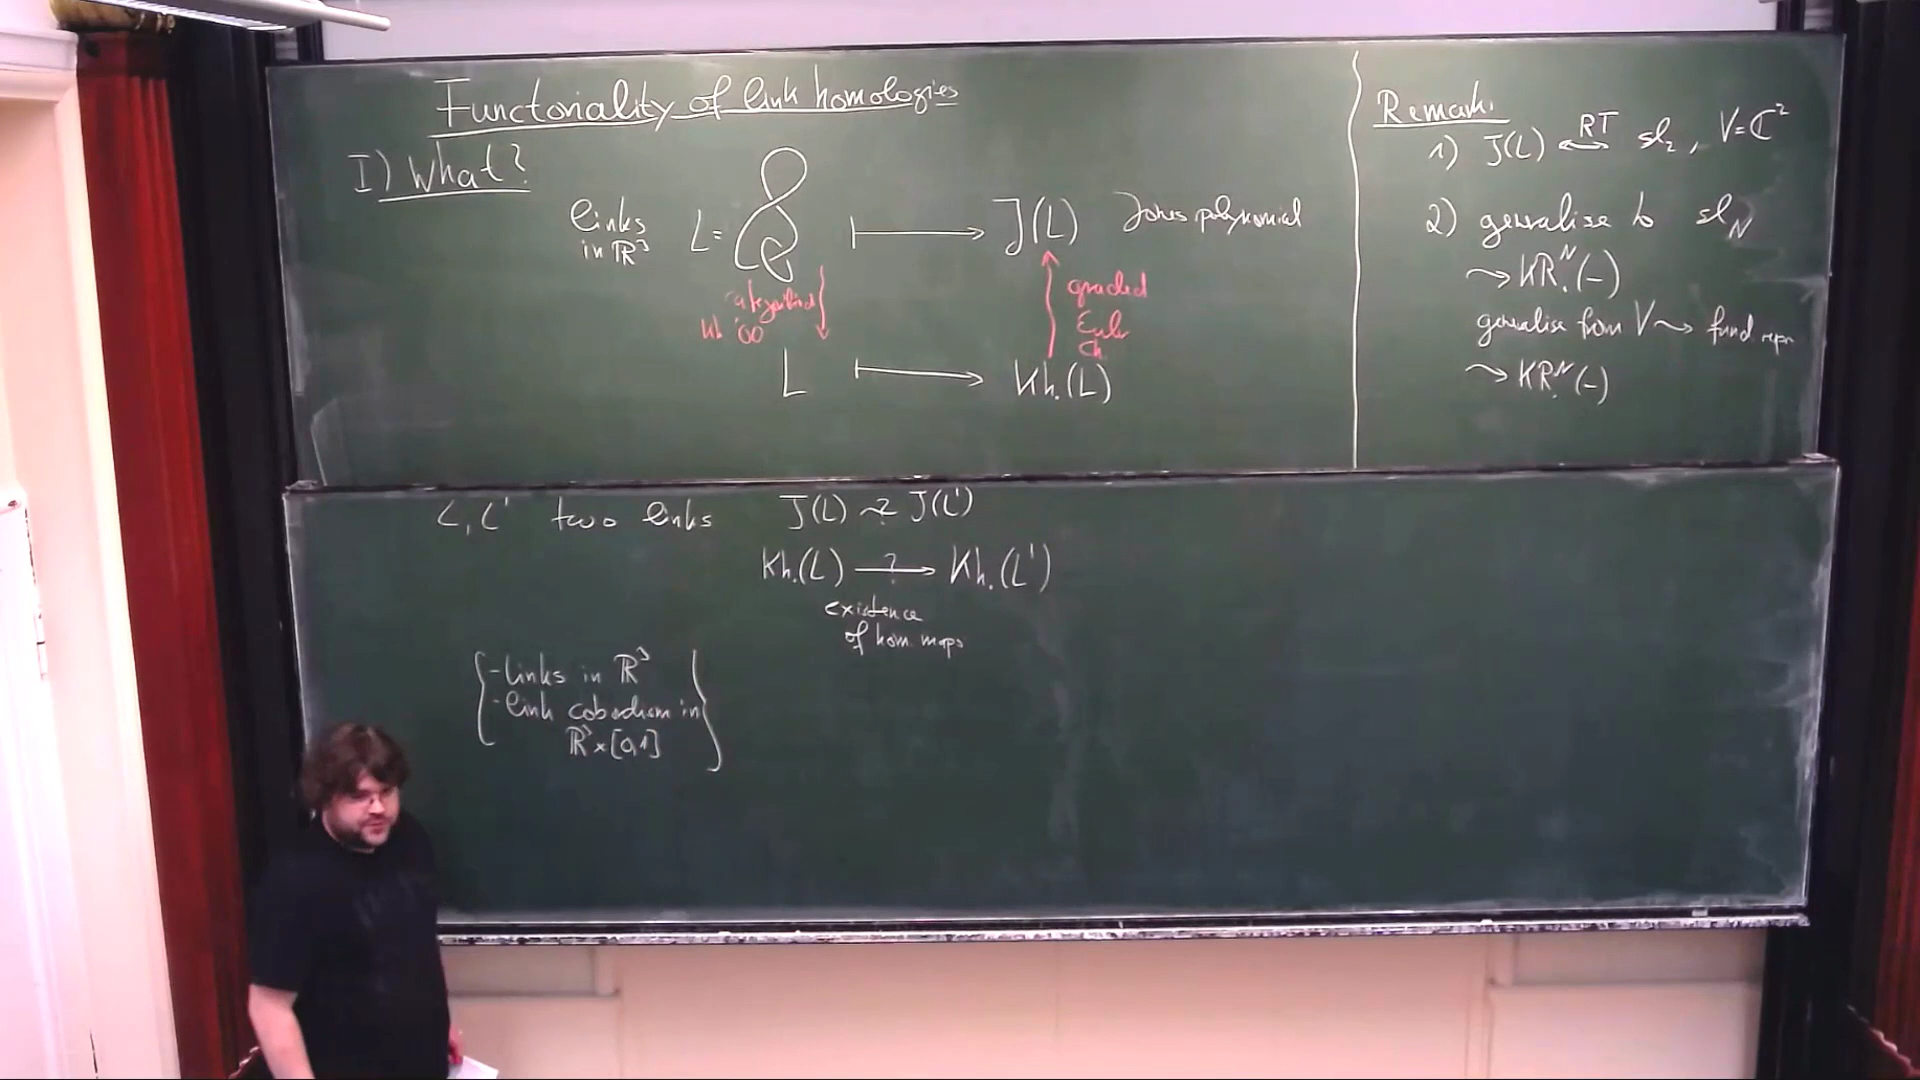 Functoriality of link homologies
I) What?
links
in ℝ³
L=
J(L)
Jones polynomial
categorified
Kh '00
graded
Euler
Ch.
L
Kh.(L)
Remark:
1) J(L) RT ↔ sl₂, V=ℂ²
2) generalise to sl_N
⇝ KR.ᴺ(-)
generalise from V ⇝ fund repr
⇝ KR.ᴺ(-)
L, L' two links J(L) ~? J(L')
Kh.(L) —?→ Kh.(L')
existence
of hom. maps
- links in ℝ³
- link cobordism in
ℝ³×[0,1]